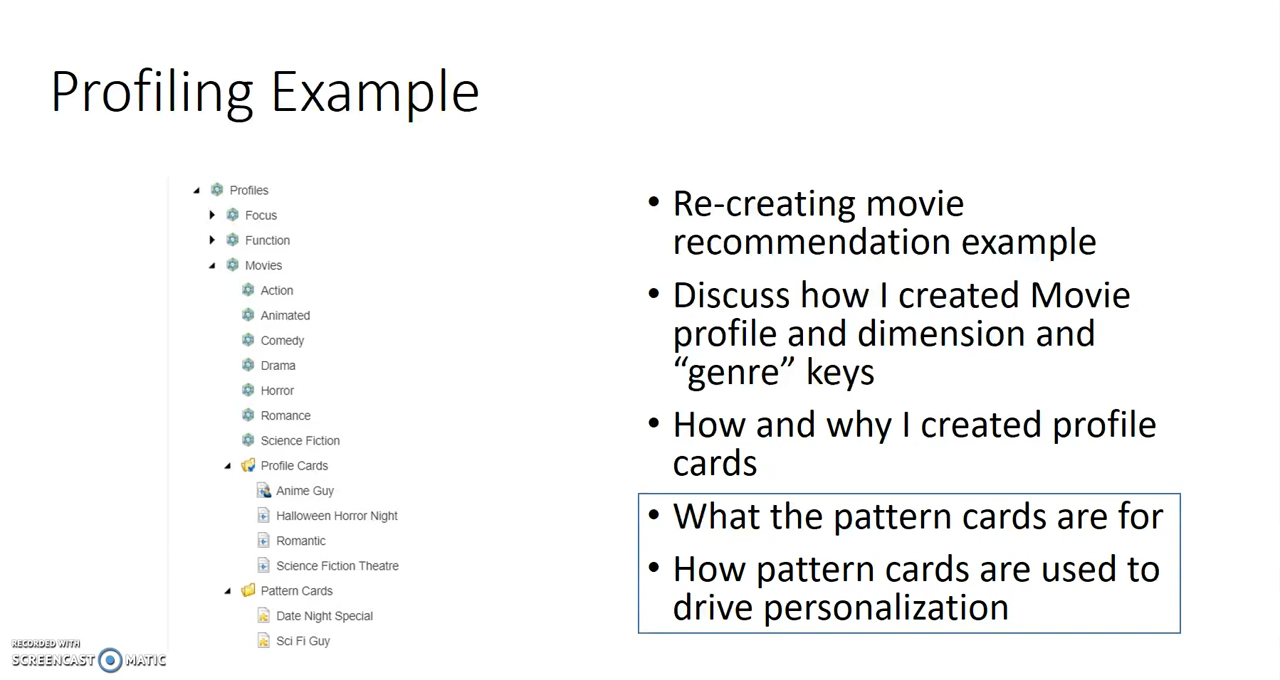 Profiling Example
Profiles
Focus
Function
Movies
Action
Animated
Comedy
Drama
Horror
Romance
Science Fiction
Profile Cards
Anime Guy
Halloween Horror Night
Romantic
Science Fiction Theatre
Pattern Cards
Date Night Special
Sci Fi Guy
• Re-creating movie
recommendation example
• Discuss how I created Movie
profile and dimension and
“genre” keys
• How and why I created profile
cards
• What the pattern cards are for
• How pattern cards are used to
drive personalization
RECORDED WITH
SCREENCAST MATIC